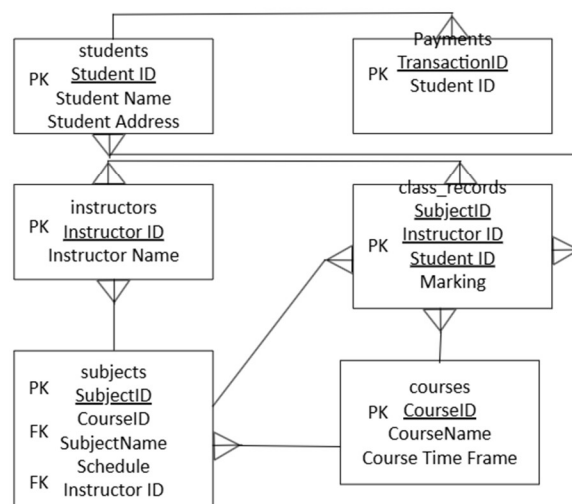 students
PK Student ID
Student Name
Student Address
Payments
PK TransactionID
Student ID
instructors
PK Instructor ID
Instructor Name
class_records
SubjectID
PK Instructor ID
Student ID
Marking
subjects
PK SubjectID
CourseID
FK SubjectName
Schedule
FK Instructor ID
courses
PK CourseID
CourseName
Course Time Frame